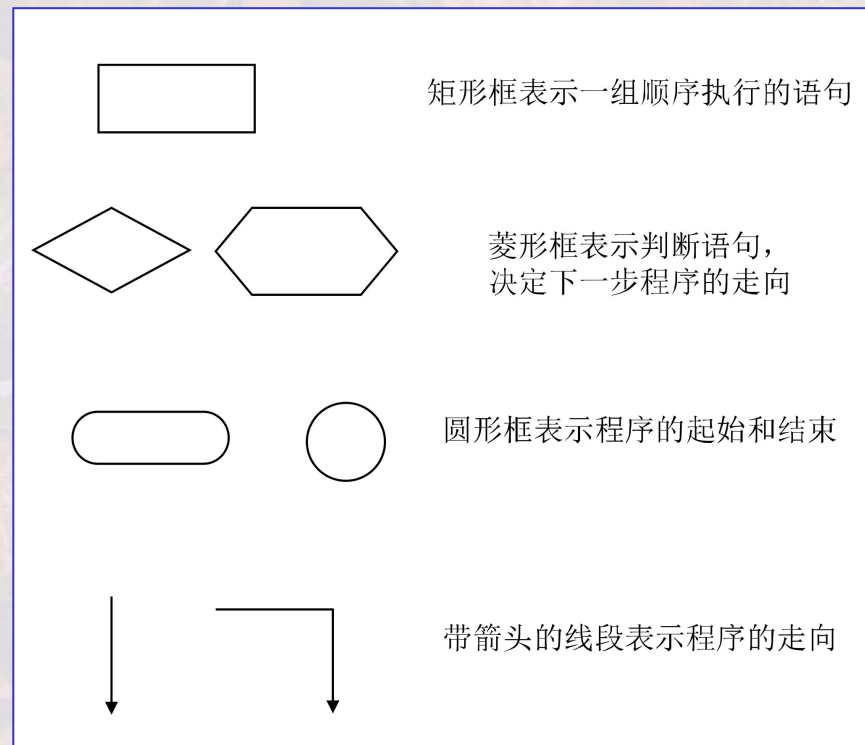 矩形框表示一组顺序执行的语句
菱形框表示判断语句，
决定下一步程序的走向
圆形框表示程序的起始和结束
带箭头的线段表示程序的走向